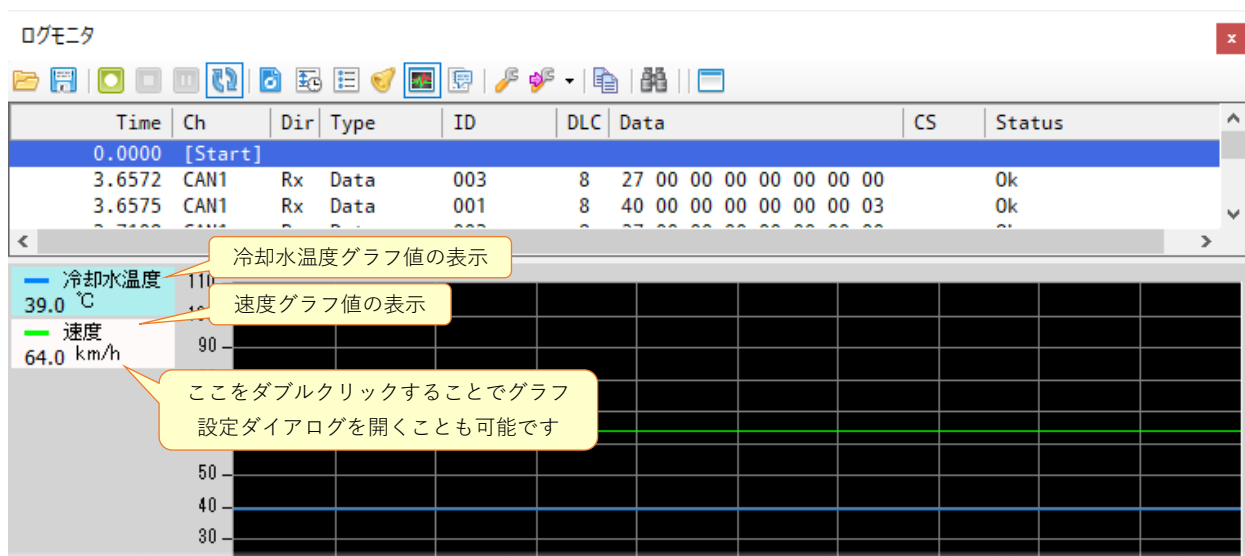 ログモニタ
x
Time Ch Dir Type ID DLC Data CS Status
0.0000 [Start]
3.6572 CAN1 Rx Data 003 8 27 00 00 00 00 00 00 00 Ok
3.6575 CAN1 Rx Data 001 8 40 00 00 00 00 00 00 03 Ok
冷却水温度グラフ値の表示
冷却水温度
39.0 ℃
110
速度グラフ値の表示
速度
64.0 km/h
90
ここをダブルクリックすることでグラフ
設定ダイアログを開くことも可能です
50
40
30